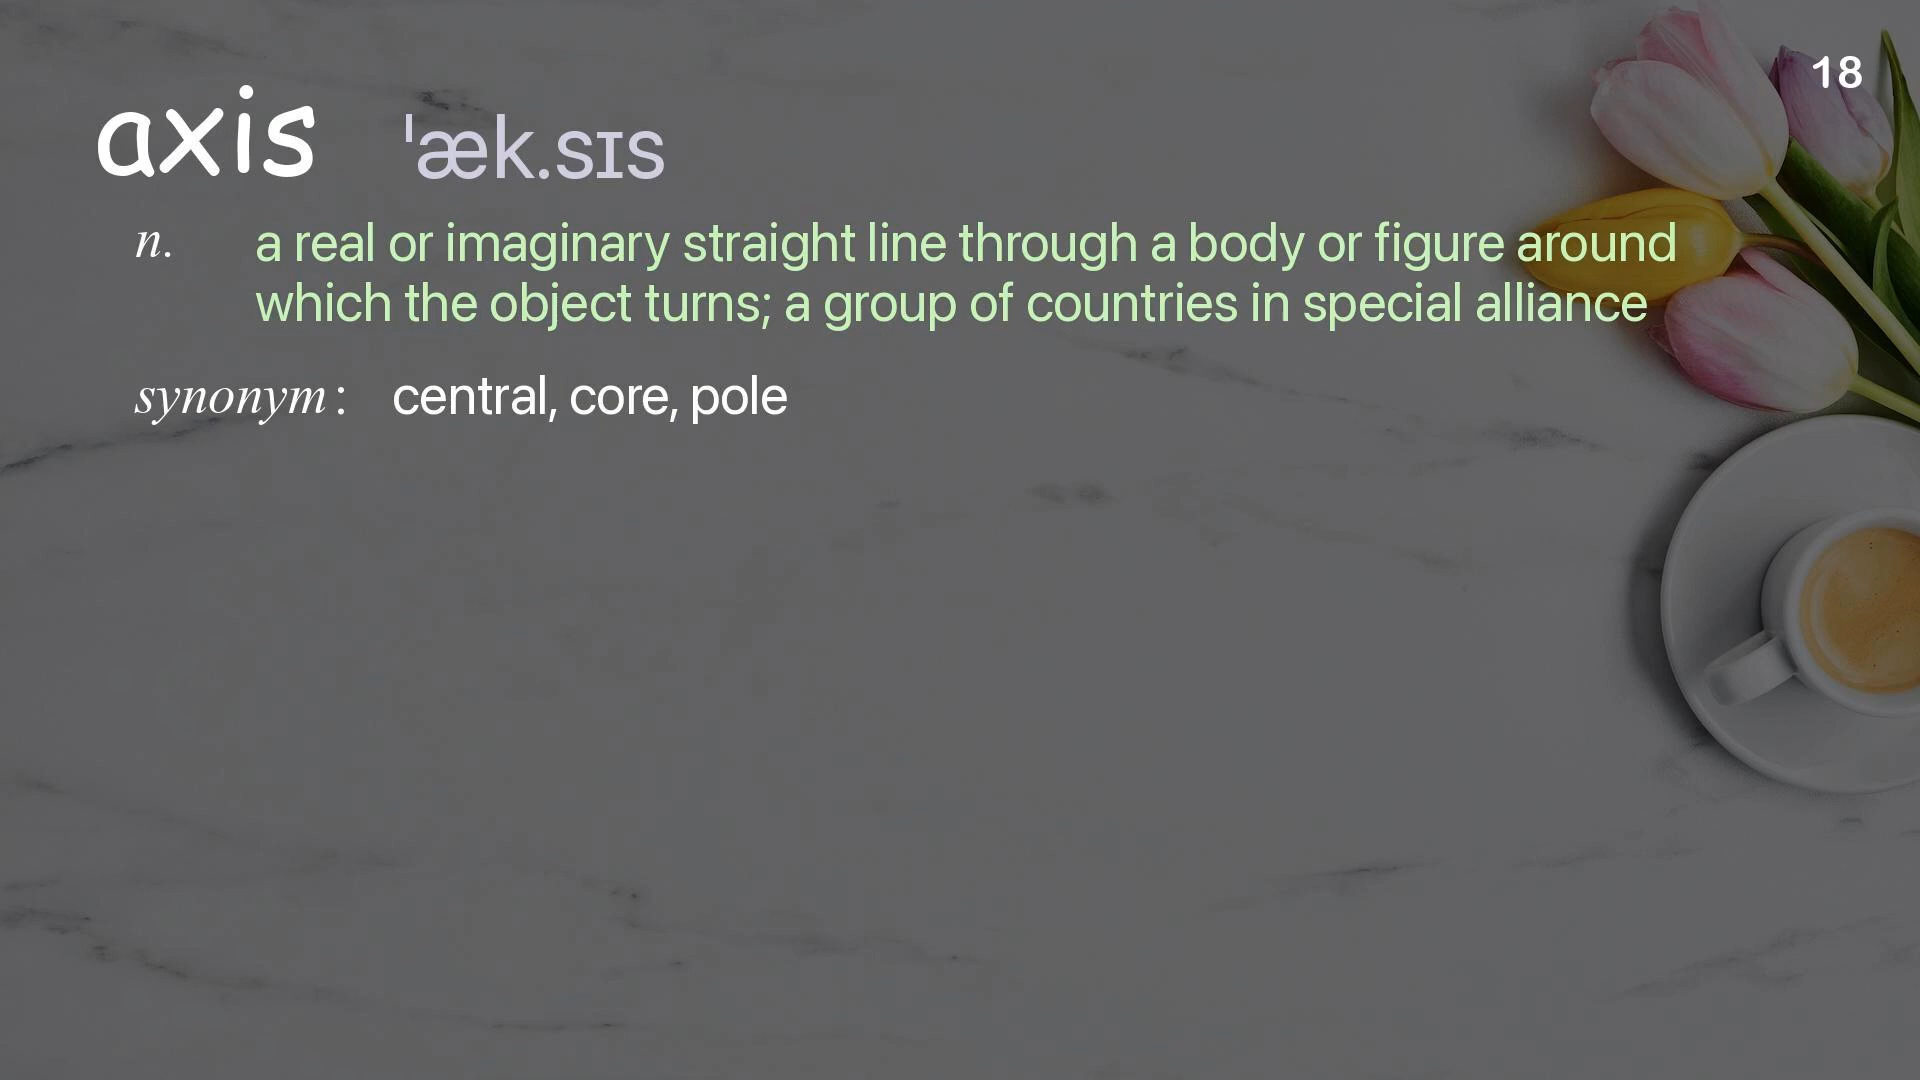 18
axis ˈæk.sɪs
n. a real or imaginary straight line through a body or figure around
which the object turns; a group of countries in special alliance
synonym : central, core, pole